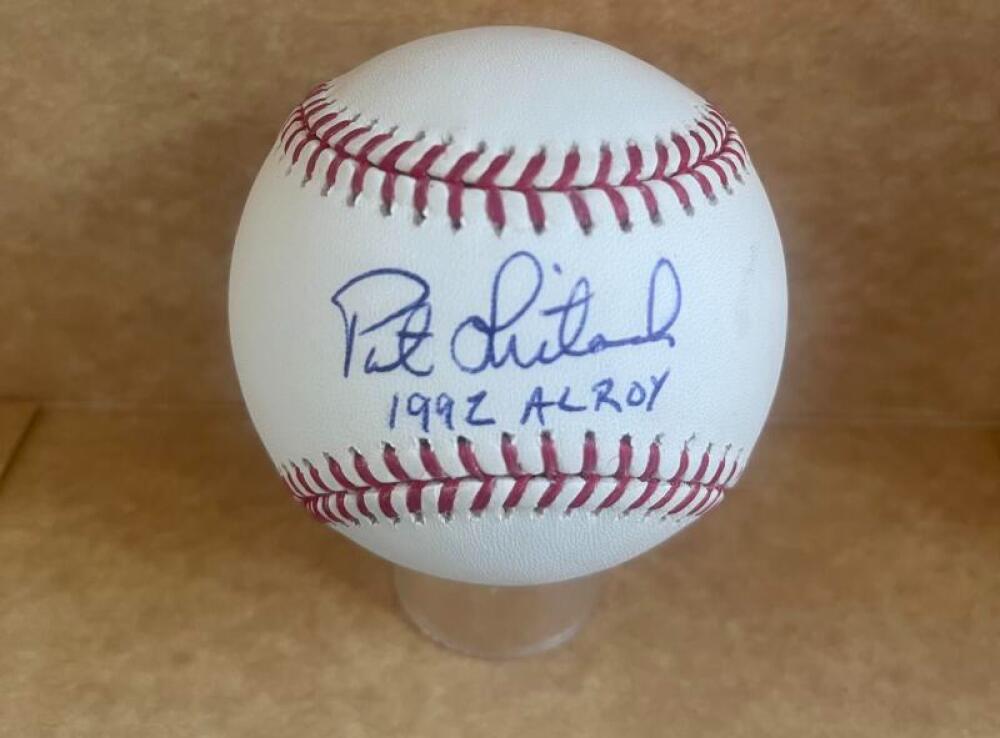 Pat Listach
1992 AL ROY